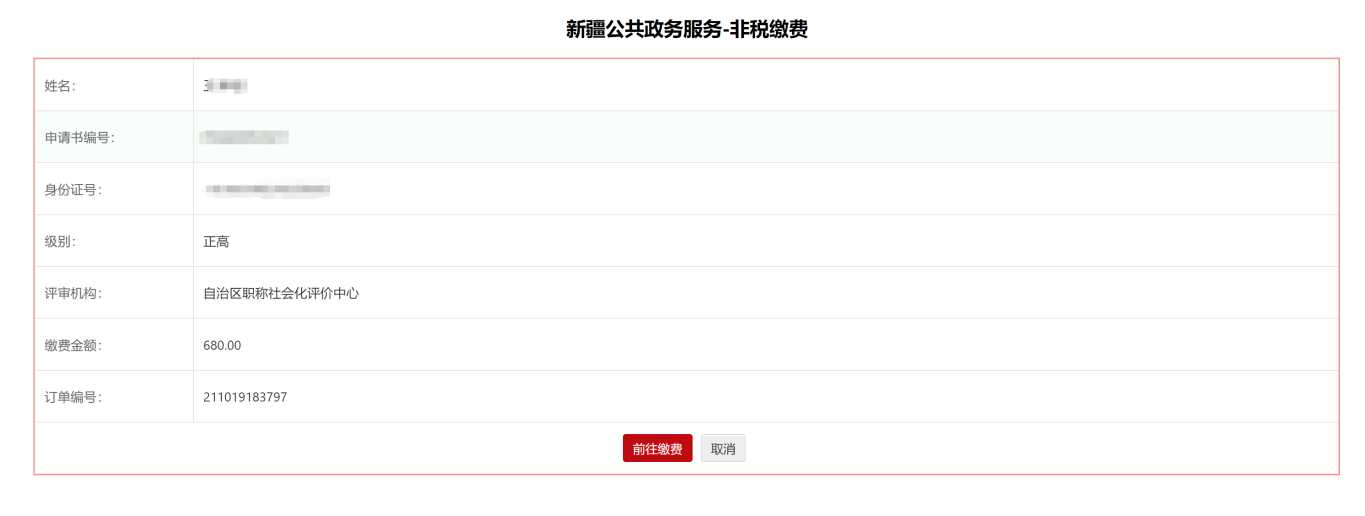 新疆公共政务服务-非税缴费
姓名：
申请书编号：
身份证号：
级别： 正高
评审机构： 自治区职称社会化评价中心
缴费金额： 680.00
订单编号： 211019183797
前往缴费 取消